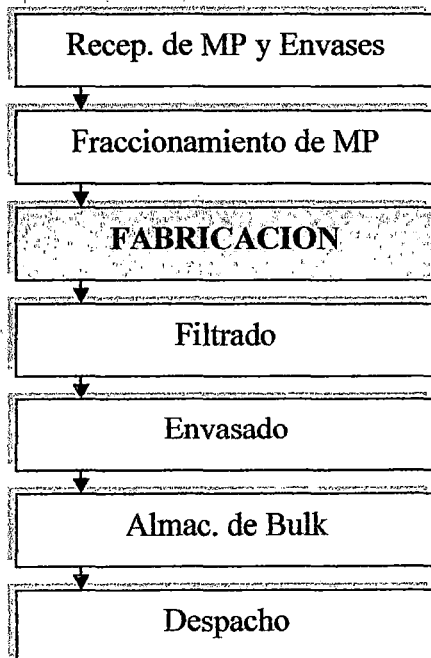 Recep. de MP y Envases
Fraccionamiento de MP
FABRICACION
Filtrado
Envasado
Almac. de Bulk
Despacho